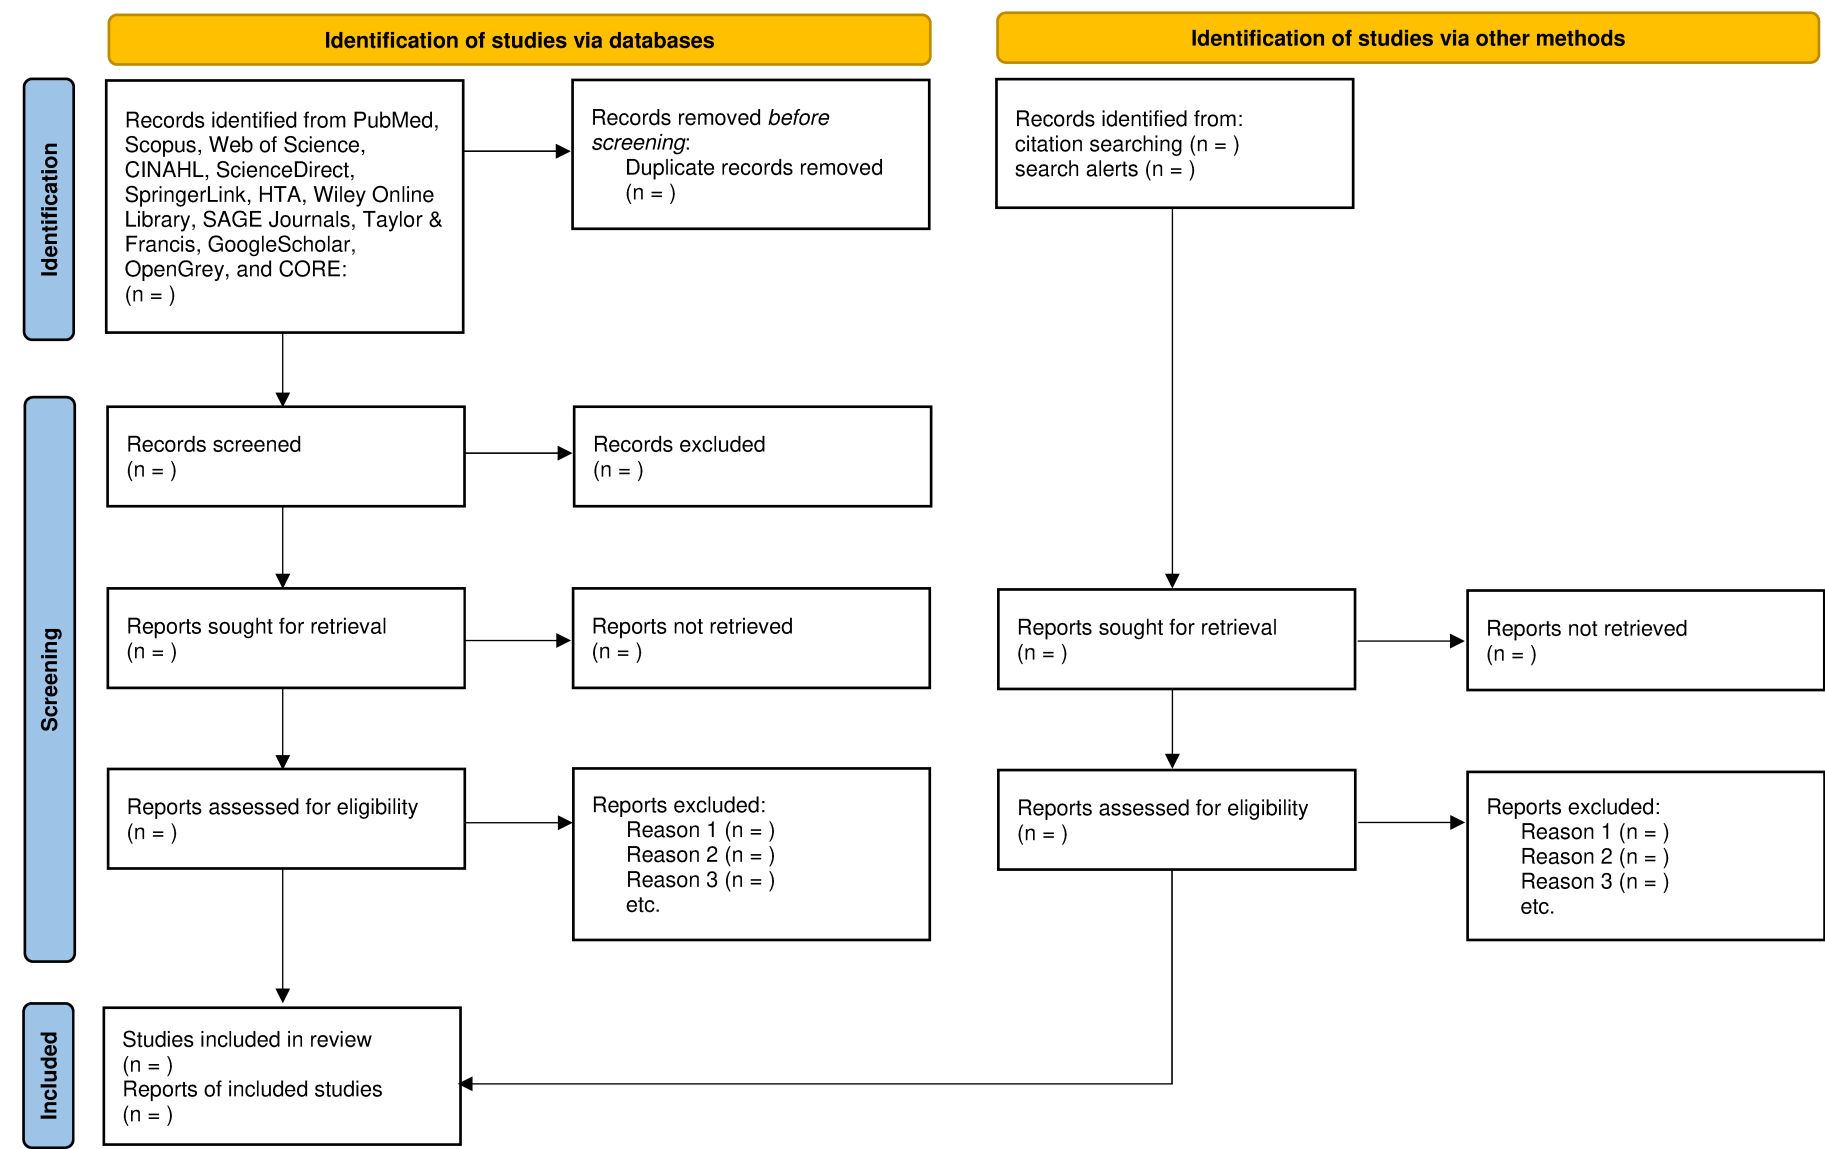 Identification of studies via databases
Identification of studies via other methods
Identification
Records identified from PubMed,
Scopus, Web of Science,
CINAHL, ScienceDirect,
SpringerLink, HTA, Wiley Online
Library, SAGE Journals, Taylor &
Francis, GoogleScholar,
OpenGrey, and CORE:
(n = )
Records removed before
screening:
Duplicate records removed
(n = )
Records identified from:
citation searching (n = )
search alerts (n = )
Screening
Records screened
(n = )
Records excluded
(n = )
Reports sought for retrieval
(n = )
Reports not retrieved
(n = )
Reports sought for retrieval
(n = )
Reports not retrieved
(n = )
Reports assessed for eligibility
(n = )
Reports excluded:
Reason 1 (n = )
Reason 2 (n = )
Reason 3 (n = )
etc.
Reports assessed for eligibility
(n = )
Reports excluded:
Reason 1 (n = )
Reason 2 (n = )
Reason 3 (n = )
etc.
Included
Studies included in review
(n = )
Reports of included studies
(n = )